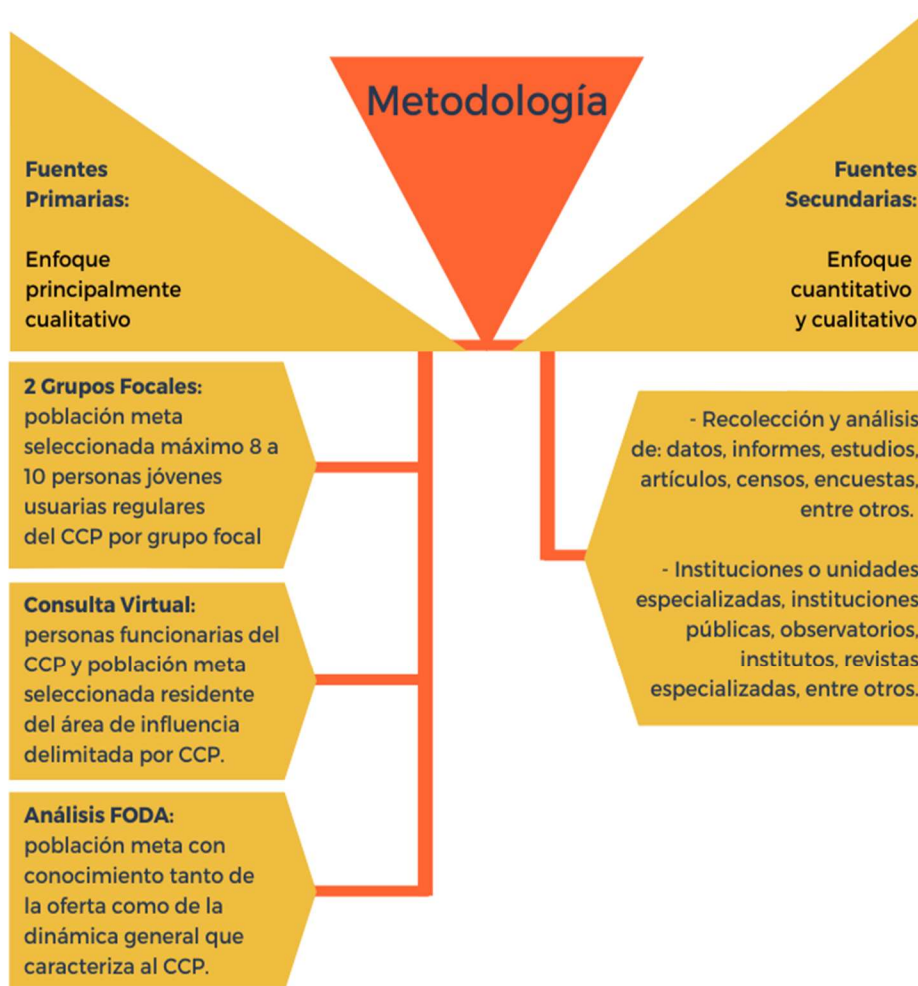 Metodología
Fuentes
Primarias:
Enfoque
principalmente
cualitativo
Fuentes
Secundarias:
Enfoque
cuantitativo
y cualitativo
2 Grupos Focales:
población meta
seleccionada máximo 8 a
10 personas jóvenes
usuarias regulares
del CCP por grupo focal
Consulta Virtual:
personas funcionarias del
CCP y población meta
seleccionada residente
del área de influencia
delimitada por CCP.
Análisis FODA:
población meta con
conocimiento tanto de
la oferta como de la
dinámica general que
caracteriza al CCP.
- Recolección y análisis
de: datos, informes, estudios,
artículos, censos, encuestas,
entre otros.
- Instituciones o unidades
especializadas, instituciones
públicas, observatorios,
institutos, revistas
especializadas, entre otros.